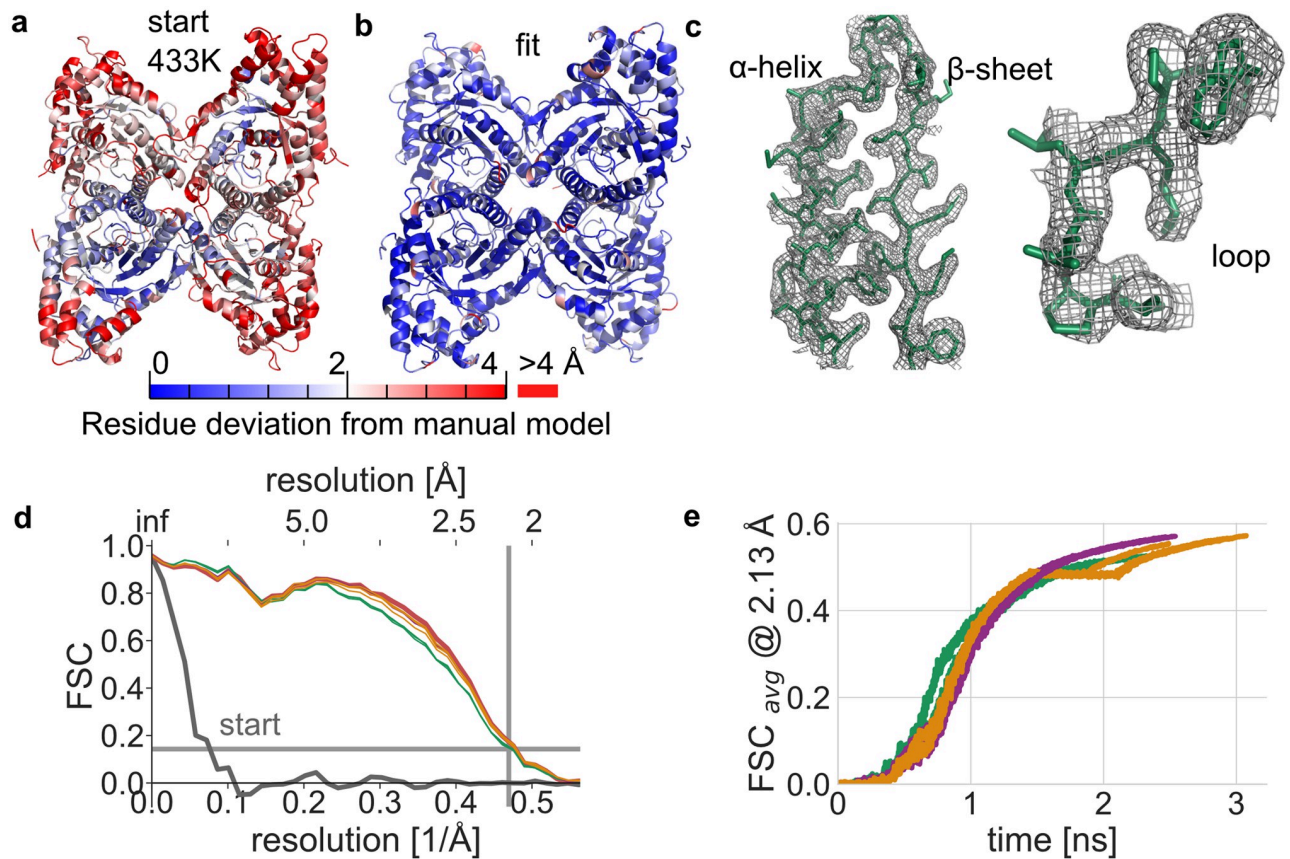 a
start
433K
b
fit
c
α-helix
β-sheet
loop
0 2 4 >4 Å
Residue deviation from manual model
d
resolution [Å]
inf 5.0 2.5 2
1.0
0.8
0.6
0.4
0.2
0.0
FSC
start
0.0 0.1 0.2 0.3 0.4 0.5
resolution [1/Å]
e
FSC avg @ 2.13 Å
0.6
0.4
0.2
0.0
0 1 2 3
time [ns]